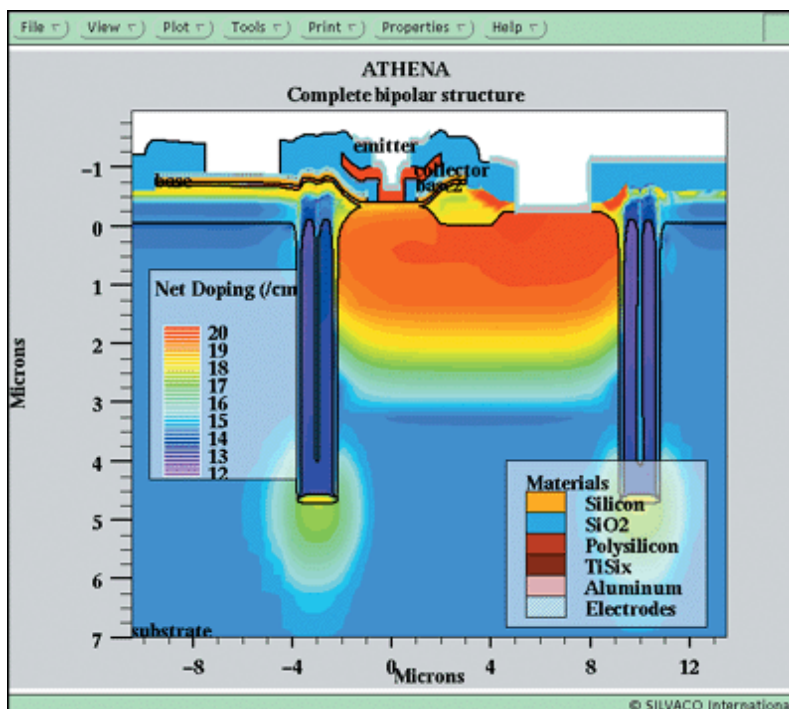 File View Plot Tools Print Properties Help
ATHENA
Complete bipolar structure
emitter
collector
base
base2
Net Doping (/cm
20
19
18
17
16
15
14
13
12
Materials
Silicon
SiO2
Polysilicon
TiSix
Aluminum
Electrodes
substrate
Microns
-1
0
1
2
3
4
5
6
7
-8 -4 0 4 8 12
Microns
© SILVACO Internationa